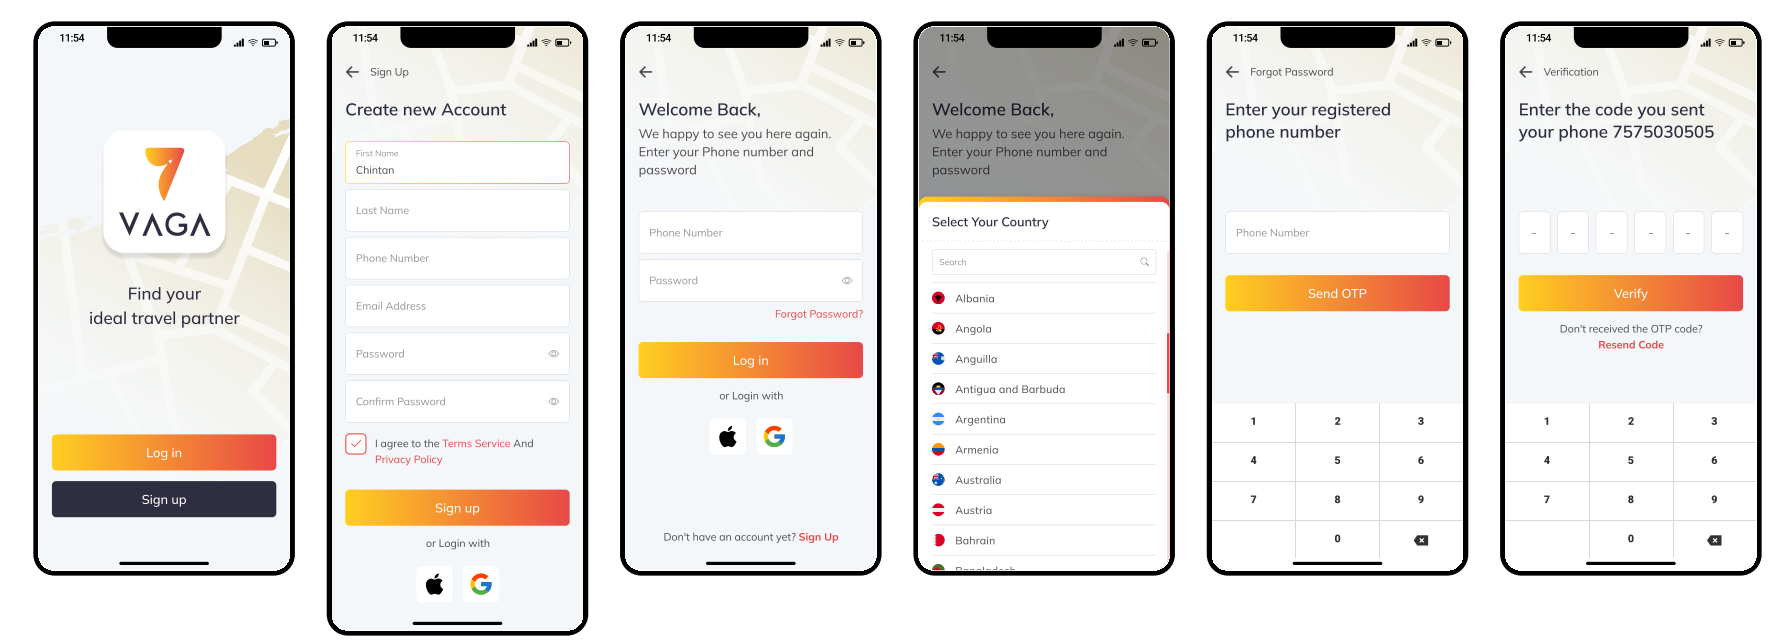 11:54
VAGA
Find your
ideal travel partner
Log in
Sign up
11:54
Sign Up
Create new Account
First Name
Chintan
Last Name
Phone Number
Email Address
Password
Confirm Password
I agree to the Terms Service And
Privacy Policy
Sign up
or Login with
11:54
Welcome Back,
We happy to see you here again.
Enter your Phone number and
password
Phone Number
Password
Forgot Password?
Log in
or Login with
Don't have an account yet? Sign Up
11:54
Welcome Back,
We happy to see you here again.
Enter your Phone number and
password
Select Your Country
Search
Albania
Angola
Anguilla
Antigua and Barbuda
Argentina
Armenia
Australia
Austria
Bahrain
Bangladesh
11:54
Forgot Password
Enter your registered
phone number
Phone Number
Send OTP
1 2 3
4 5 6
7 8 9
0
11:54
Verification
Enter the code you sent
your phone 7575030505
- - - - - -
Verify
Don't received the OTP code?
Resend Code
1 2 3
4 5 6
7 8 9
0